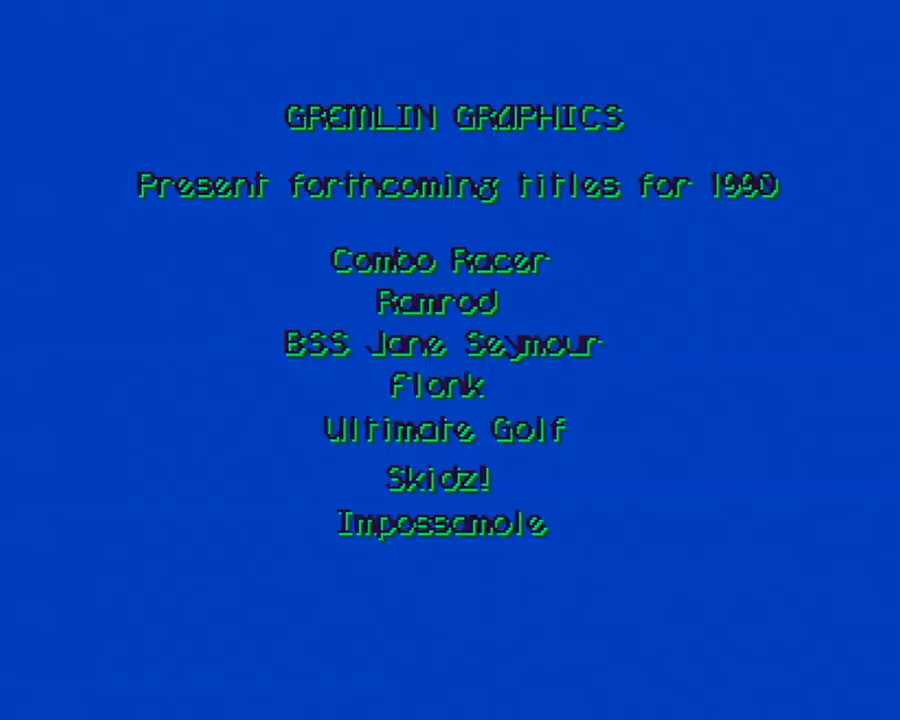 GREMLIN GRAPHICS
Present forthcoming titles for 1990
Combo Racer
Ramrod
BSS Jane Seymour
Flonk
Ultimate Golf
Skidz!
Impossamole